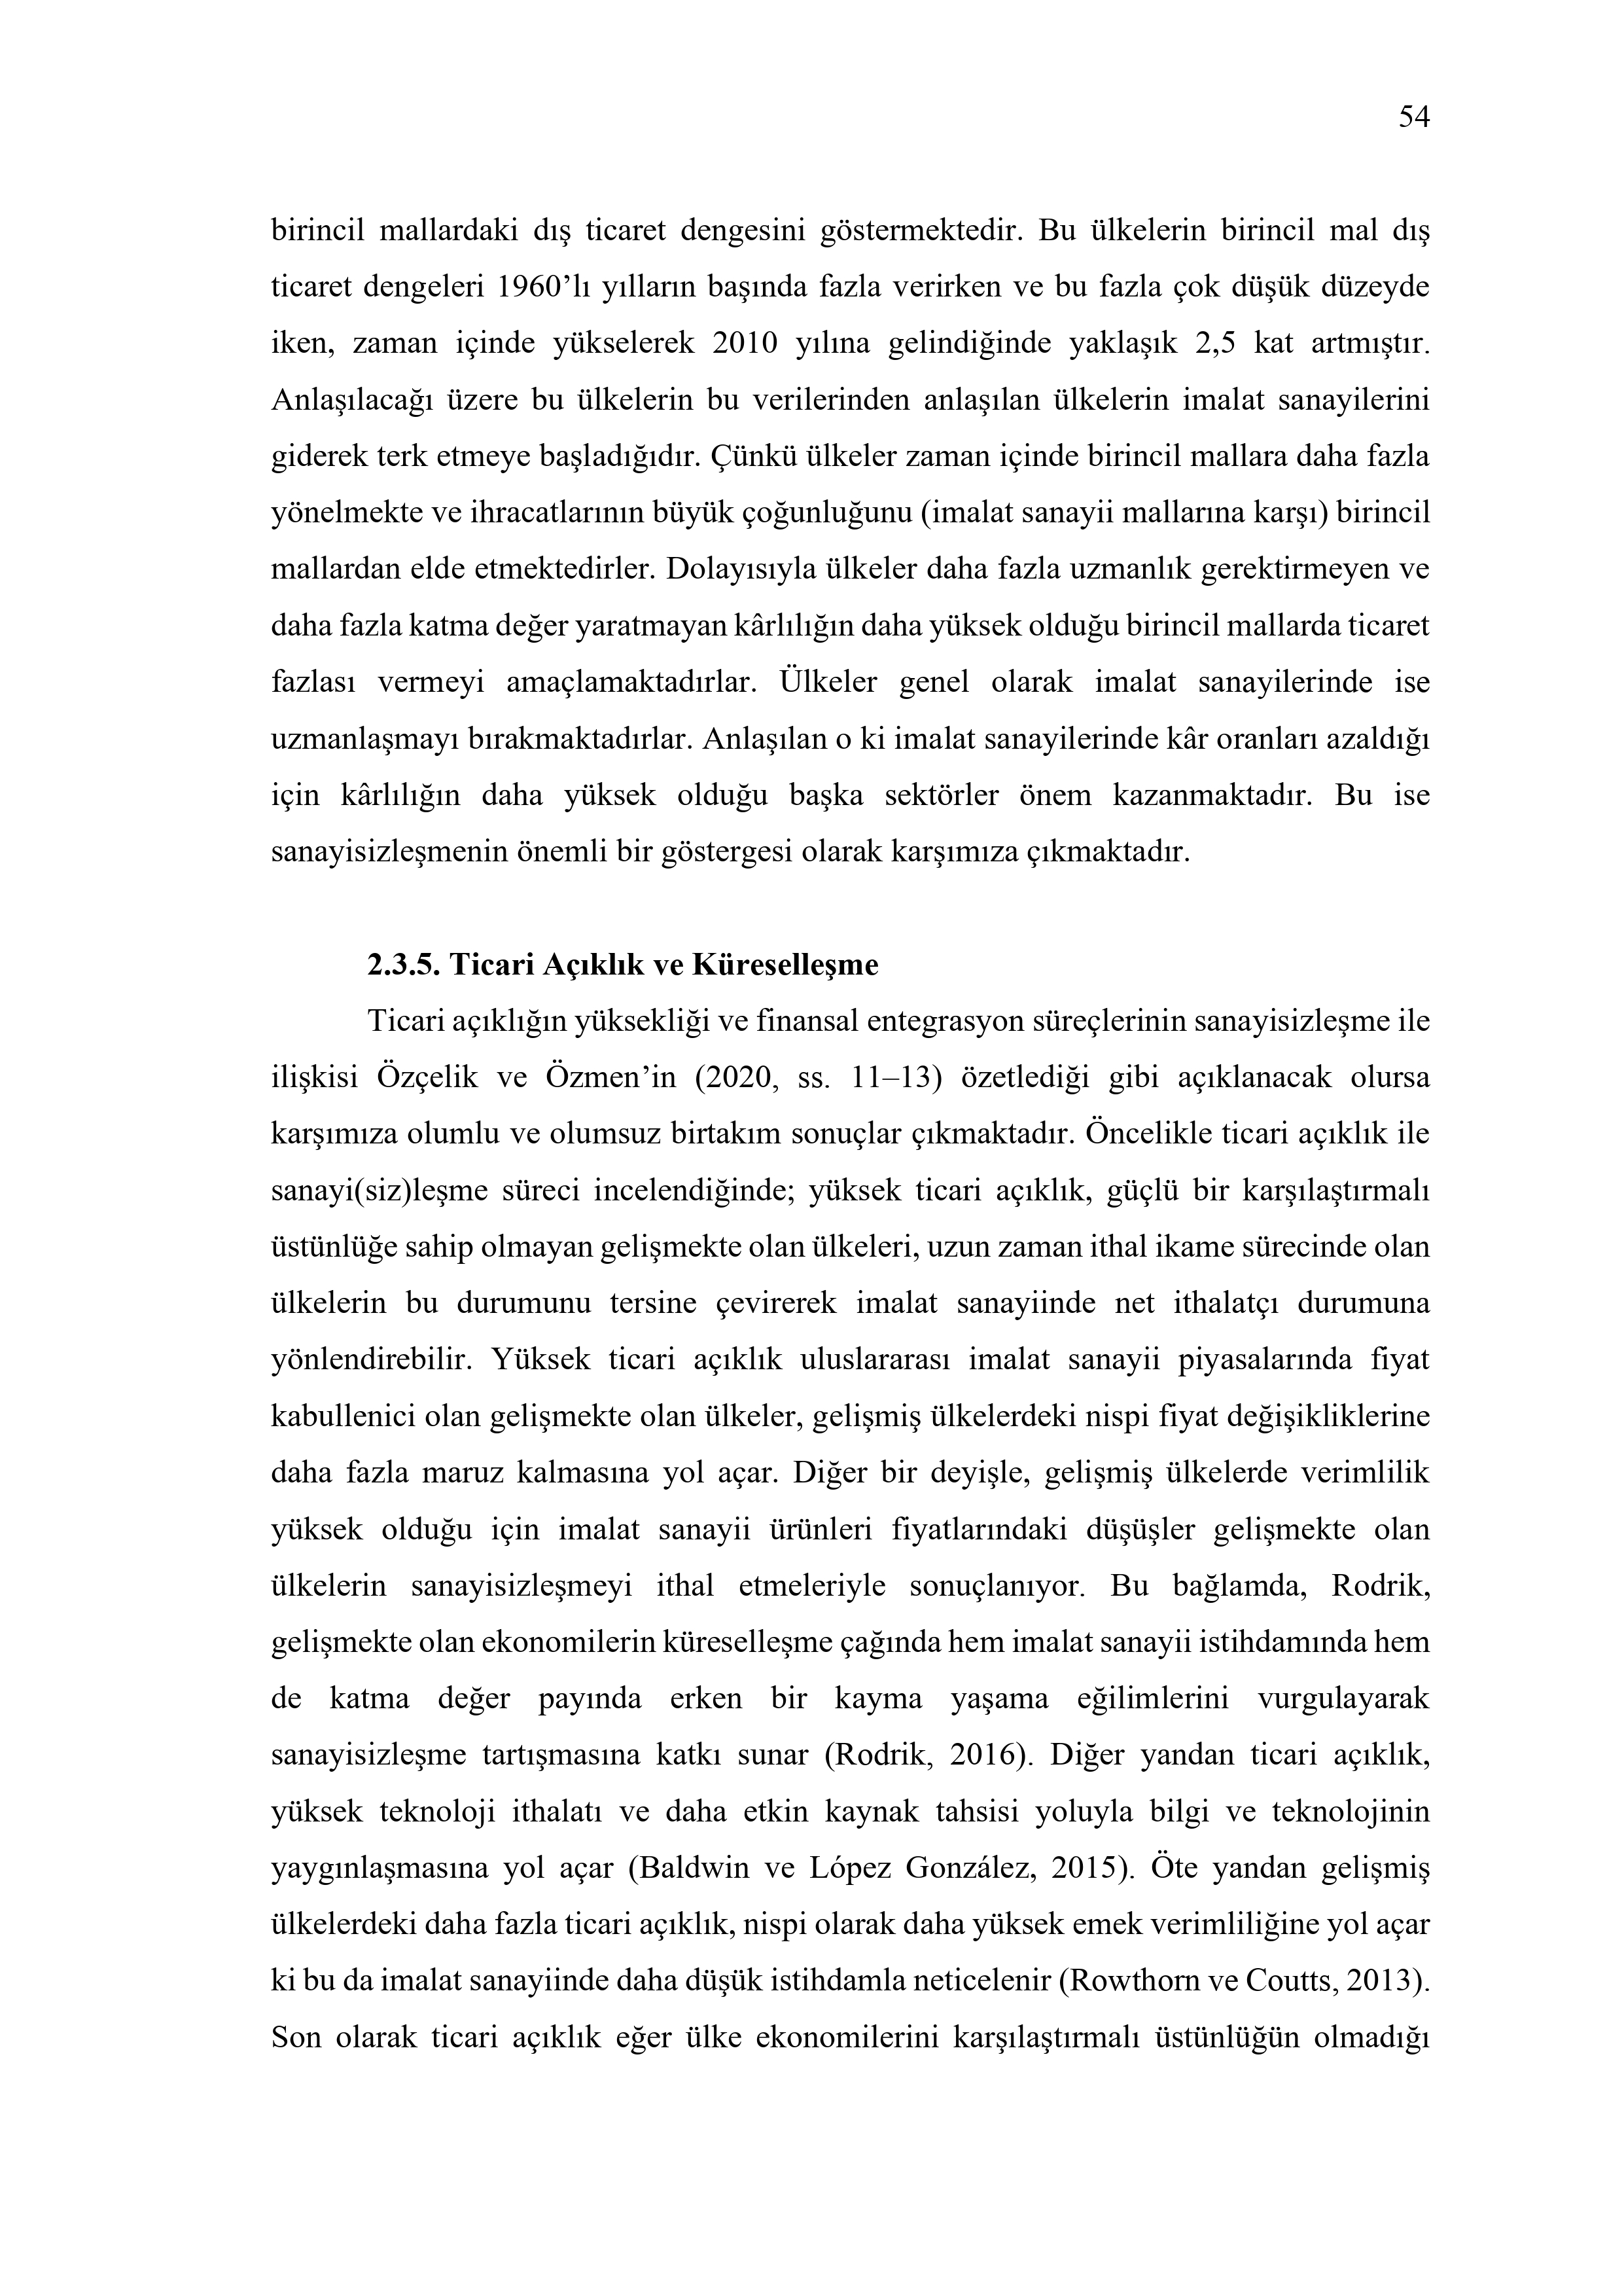 54
birincil mallardaki dış ticaret dengesini göstermektedir. Bu ülkelerin birincil mal dış
ticaret dengeleri 1960’lı yılların başında fazla verirken ve bu fazla çok düşük düzeyde
iken, zaman içinde yükselerek 2010 yılına gelindiğinde yaklaşık 2,5 kat artmıştır.
Anlaşılacağı üzere bu ülkelerin bu verilerinden anlaşılan ülkelerin imalat sanayilerini
giderek terk etmeye başladığıdır. Çünkü ülkeler zaman içinde birincil mallara daha fazla
yönelmekte ve ihracatlarının büyük çoğunluğunu (imalat sanayii mallarına karşı) birincil
mallardan elde etmektedirler. Dolayısıyla ülkeler daha fazla uzmanlık gerektirmeyen ve
daha fazla katma değer yaratmayan kârlılığın daha yüksek olduğu birincil mallarda ticaret
fazlası vermeyi amaçlamaktadırlar. Ülkeler genel olarak imalat sanayilerinde ise
uzmanlaşmayı bırakmaktadırlar. Anlaşılan o ki imalat sanayilerinde kâr oranları azaldığı
için kârlılığın daha yüksek olduğu başka sektörler önem kazanmaktadır. Bu ise
sanayisizleşmenin önemli bir göstergesi olarak karşımıza çıkmaktadır.
2.3.5. Ticari Açıklık ve Küreselleşme
Ticari açıklığın yüksekliği ve finansal entegrasyon süreçlerinin sanayisizleşme ile
ilişkisi Özçelik ve Özmen’in (2020, ss. 11–13) özetlediği gibi açıklanacak olursa
karşımıza olumlu ve olumsuz birtakım sonuçlar çıkmaktadır. Öncelikle ticari açıklık ile
sanayi(siz)leşme süreci incelendiğinde; yüksek ticari açıklık, güçlü bir karşılaştırmalı
üstünlüğe sahip olmayan gelişmekte olan ülkeleri, uzun zaman ithal ikame sürecinde olan
ülkelerin bu durumunu tersine çevirerek imalat sanayiinde net ithalatçı durumuna
yönlendirebilir. Yüksek ticari açıklık uluslararası imalat sanayii piyasalarında fiyat
kabullenici olan gelişmekte olan ülkeler, gelişmiş ülkelerdeki nispi fiyat değişikliklerine
daha fazla maruz kalmasına yol açar. Diğer bir deyişle, gelişmiş ülkelerde verimlilik
yüksek olduğu için imalat sanayii ürünleri fiyatlarındaki düşüşler gelişmekte olan
ülkelerin sanayisizleşmeyi ithal etmeleriyle sonuçlanıyor. Bu bağlamda, Rodrik,
gelişmekte olan ekonomilerin küreselleşme çağında hem imalat sanayii istihdamında hem
de katma değer payında erken bir kayma yaşama eğilimlerini vurgulayarak
sanayisizleşme tartışmasına katkı sunar (Rodrik, 2016). Diğer yandan ticari açıklık,
yüksek teknoloji ithalatı ve daha etkin kaynak tahsisi yoluyla bilgi ve teknolojinin
yaygınlaşmasına yol açar (Baldwin ve López González, 2015). Öte yandan gelişmiş
ülkelerdeki daha fazla ticari açıklık, nispi olarak daha yüksek emek verimliliğine yol açar
ki bu da imalat sanayiinde daha düşük istihdamla neticelenir (Rowthorn ve Coutts, 2013).
Son olarak ticari açıklık eğer ülke ekonomilerini karşılaştırmalı üstünlüğün olmadığı